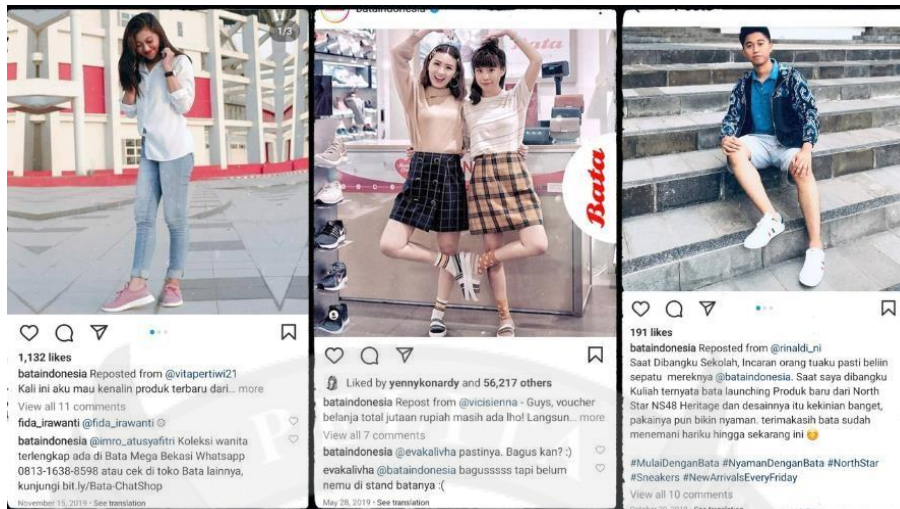 1/3
1,132 likes
bataindonesia Reposted from @vitapertiwi21
Kali ini aku mau kenalin produk terbaru dari... more
View all 11 comments
fida_irawanti @fida_irawanti
bataindonesia @imro_atusyafitri Koleksi wanita
terlengkap ada di Bata Mega Bekasi Whatsapp
0813-1638-8598 atau cek di toko Bata lainnya,
kunjungi bit.ly/Bata-ChatShop
November 15, 2019 · See translation
bataindonesia
Bata
Bata
Liked by yennykonardy and 56,217 others
bataindonesia Repost from @vicisienna - Guys, voucher
belanja total jutaan rupiah masih ada lho! Langsun... more
View all 7 comments
bataindonesia @evakalivha pastinya. Bagus kan? :)
evakalivha @bataindonesia bagusssss tapi belum
nemu di stand batanya :(
May 28, 2019 · See translation
191 likes
bataindonesia Reposted from @rinaldi_ni
Saat Dibangku Sekolah, Incaran orang tuaku pasti beliin
sepatu mereknya @bataindonesia. Saat saya dibangku
Kuliah ternyata bata launching Produk baru dari North
Star NS48 Heritage dan desainnya itu kekinian banget,
pakainya pun bikin nyaman. terimakasih bata sudah
menemani hariku hingga sekarang ini 😊
#MulaiDenganBata #NyamanDenganBata #NorthStar
#Sneakers #NewArrivalsEveryFriday
View all 10 comments